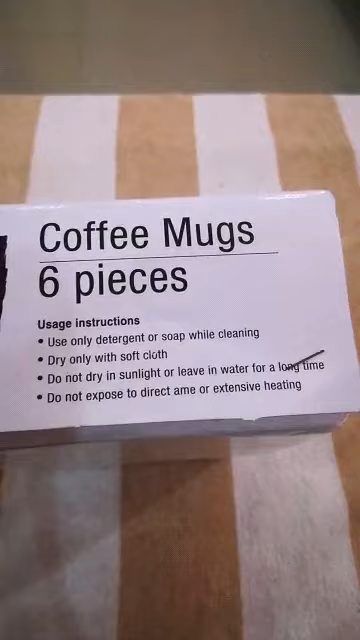 Coffee Mugs
6 pieces
Usage instructions
• Use only detergent or soap while cleaning
• Dry only with soft cloth
• Do not dry in sunlight or leave in water for a long time
• Do not expose to direct ame or extensive heating